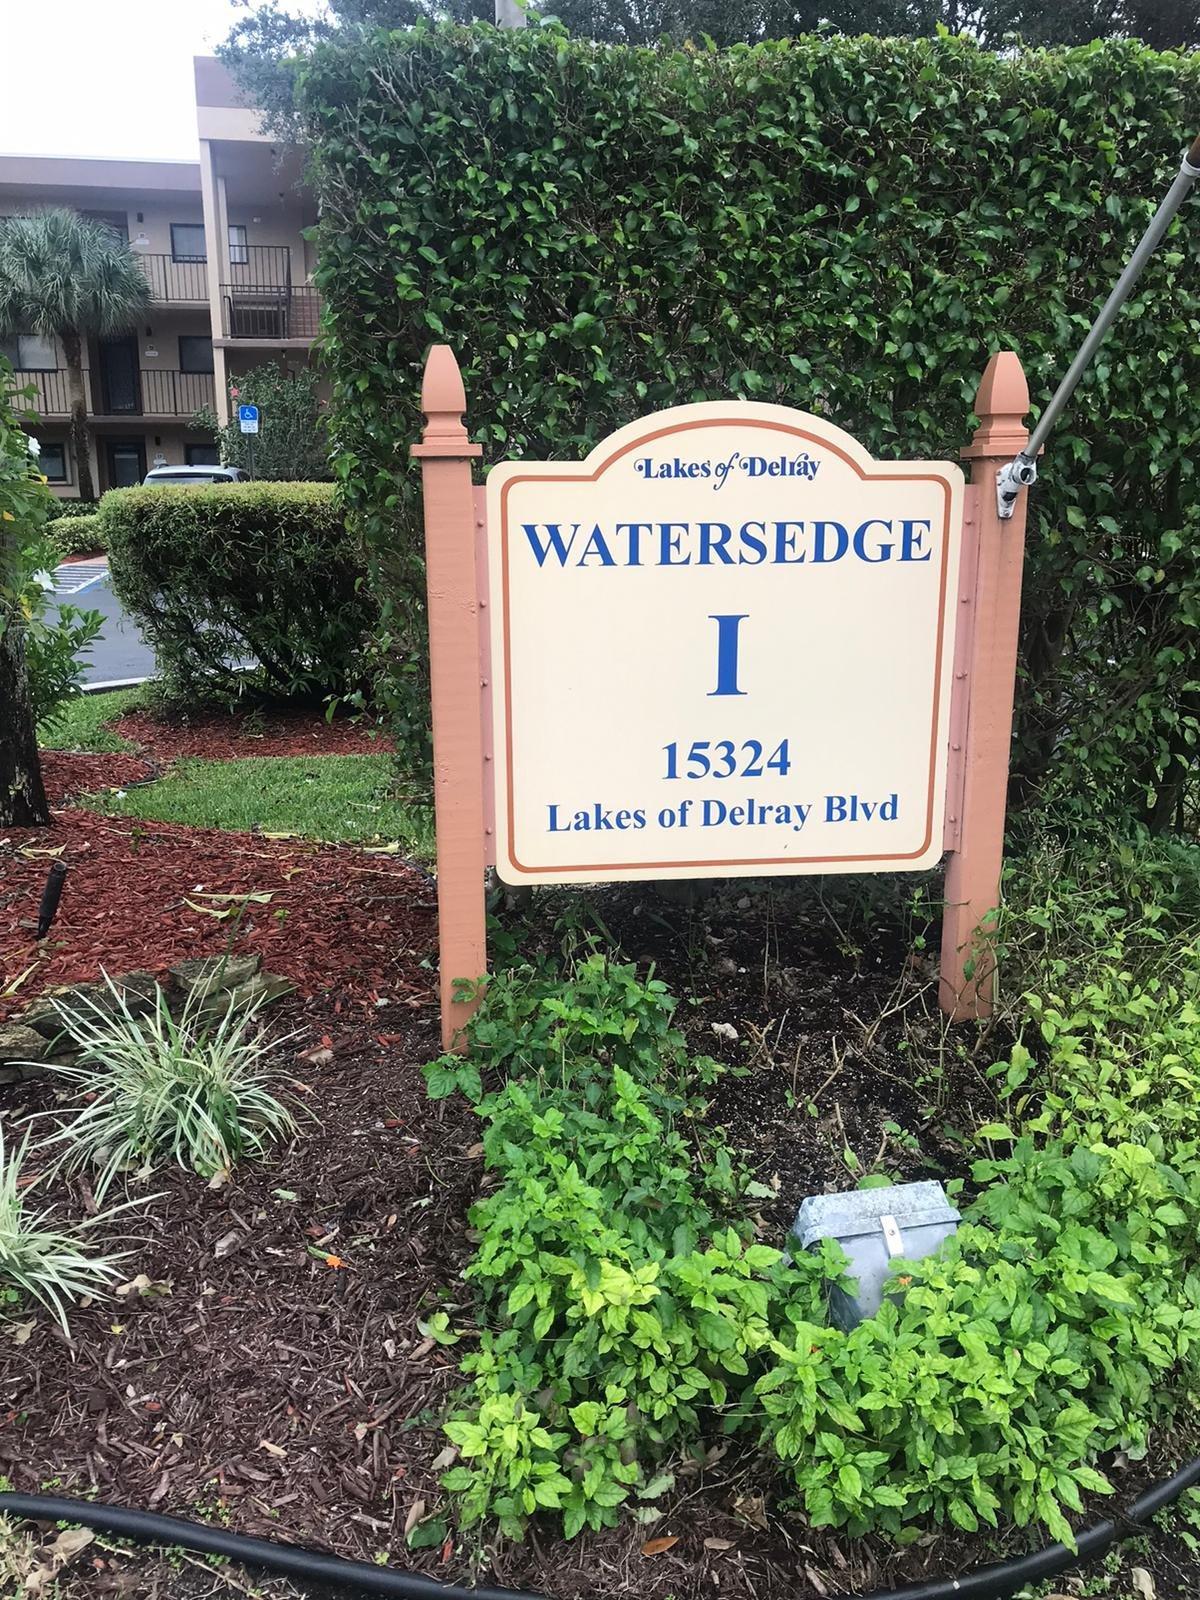 Lakes of Delray
WATERSEDGE
I
15324
Lakes of Delray Blvd